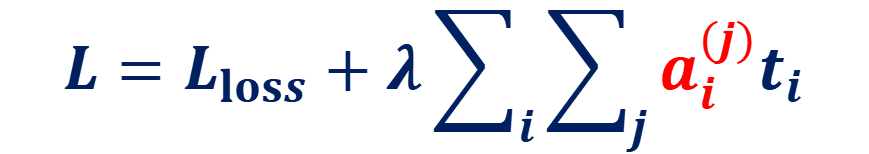 L = L_loss + λ ∑_i ∑_j a_i^(j) t_i